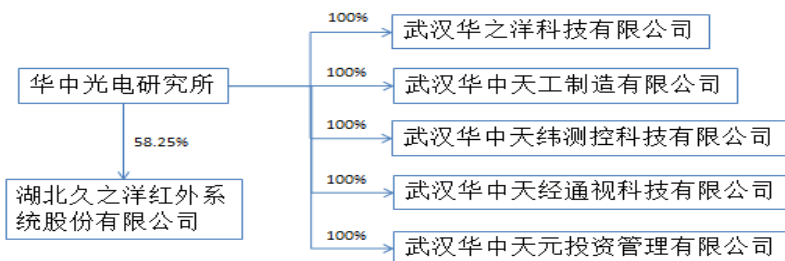 100%
武汉华之洋科技有限公司
华中光电研究所
100%
武汉华中天工制造有限公司
100%
武汉华中天纬测控科技有限公司
58.25%
湖北久之洋红外系
统股份有限公司
100%
武汉华中天经通视科技有限公司
100%
武汉华中天元投资管理有限公司